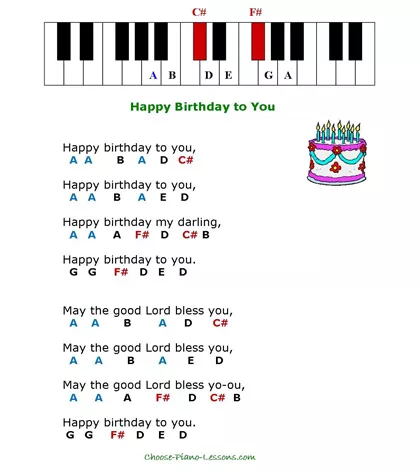 C# F#
A B D E G A
Happy Birthday to You
Happy birthday to you,
A A B A D C#
Happy birthday to you,
A A B A E D
Happy birthday my darling,
A A A F# D C# B
Happy birthday to you.
G G F# D E D
May the good Lord bless you,
A A B A D C#
May the good Lord bless you,
A A B A E D
May the good Lord bless yo-ou,
A A A F# D C# B
Happy birthday to you.
G G F# D E D
Choose-Piano-Lessons.com